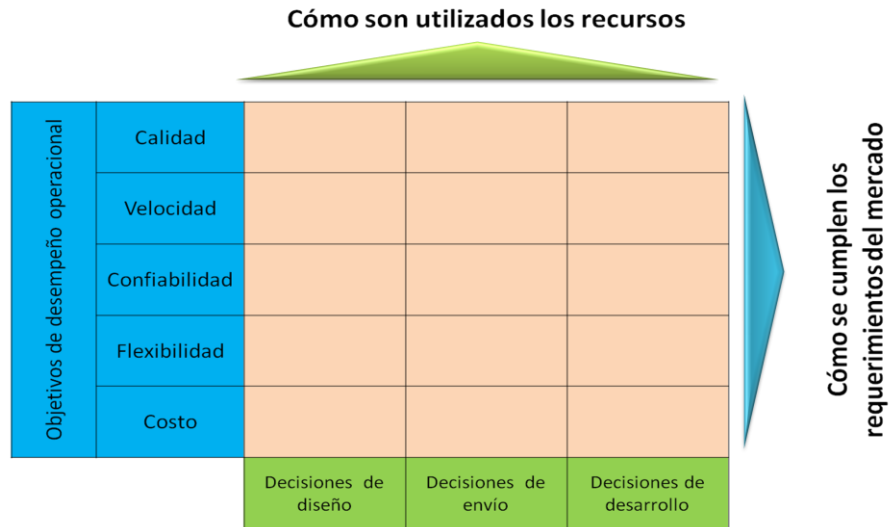 Cómo son utilizados los recursos
Objetivos de desempeño operacional
Calidad
Velocidad
Confiabilidad
Flexibilidad
Costo
Cómo se cumplen los
requerimientos del mercado
Decisiones de
diseño
Decisiones de
envío
Decisiones de
desarrollo